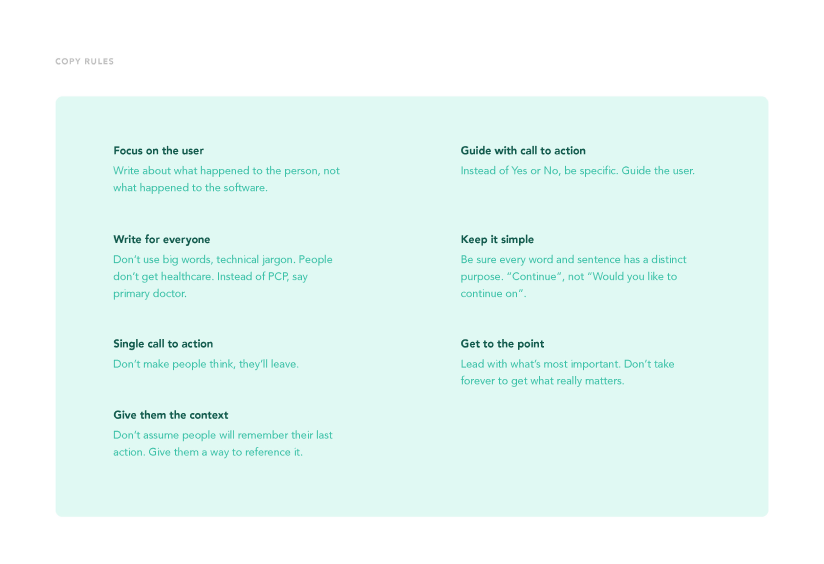 COPY RULES
Focus on the user
Write about what happened to the person, not
what happened to the software.
Write for everyone
Don't use big words, technical jargon. People
don't get healthcare. Instead of PCP, say
primary doctor.
Single call to action
Don't make people think, they'll leave.
Give them the context
Don't assume people will remember their last
action. Give them a way to reference it.
Guide with call to action
Instead of Yes or No, be specific. Guide the user.
Keep it simple
Be sure every word and sentence has a distinct
purpose. “Continue”, not “Would you like to
continue on”.
Get to the point
Lead with what's most important. Don't take
forever to get what really matters.